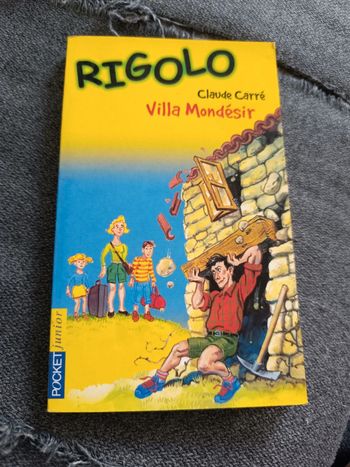 RIGOLO
Claude Carré
Villa Mondésir
POCKET junior